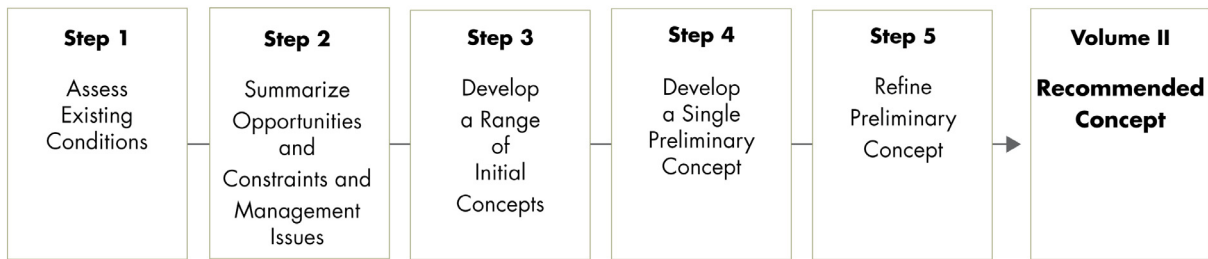 Step 1
Assess
Existing
Conditions
Step 2
Summarize
Opportunities
and
Constraints and
Management
Issues
Step 3
Develop
a Range
of
Initial
Concepts
Step 4
Develop
a Single
Preliminary
Concept
Step 5
Refine
Preliminary
Concept
Volume II
Recommended
Concept